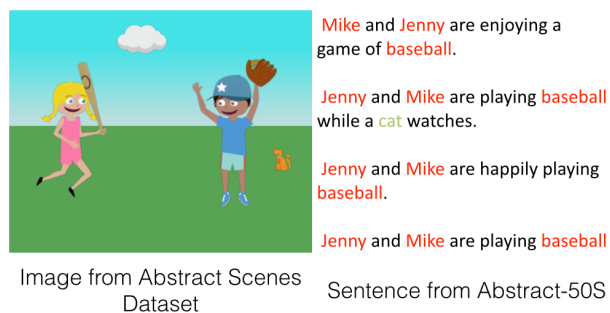 Mike and Jenny are enjoying a
game of baseball.
Jenny and Mike are playing baseball
while a cat watches.
Jenny and Mike are happily playing
baseball.
Jenny and Mike are playing baseball
Image from Abstract Scenes
Dataset
Sentence from Abstract-50S